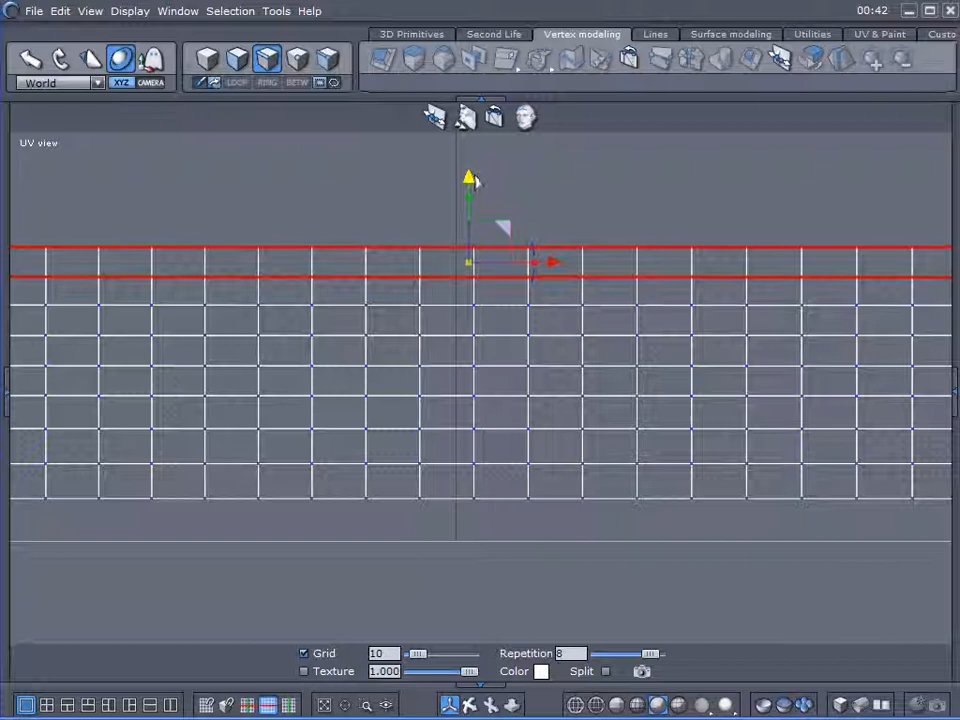 File Edit View Display Window Selection Tools Help 00:42
3D Primitives Second Life Vertex modeling Lines Surface modeling Utilities UV & Paint Custo
World XYZ CAMERA LOOP RING BETW
UV view
Grid 10 Repetition 8
Texture 1.000 Color Split